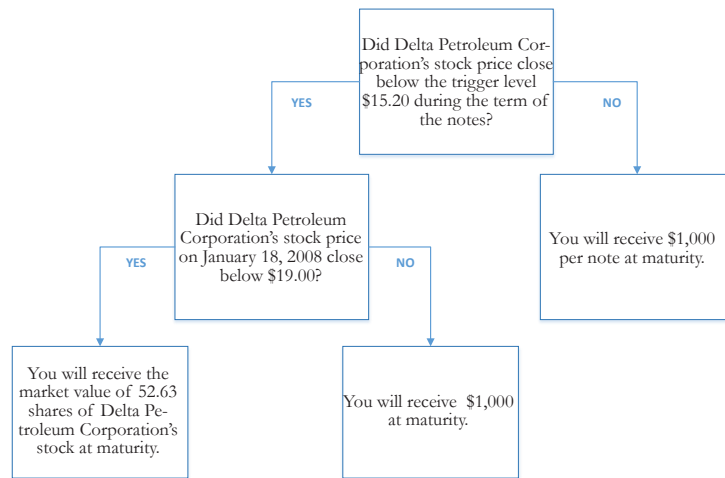 Did Delta Petroleum Cor-
poration's stock price close
below the trigger level
$15.20 during the term of
the notes?
YES
NO
Did Delta Petroleum
Corporation's stock price
on January 18, 2008 close
below $19.00?
You will receive $1,000
per note at maturity.
YES
NO
You will receive the
market value of 52.63
shares of Delta Pe-
troleum Corporation's
stock at maturity.
You will receive $1,000
at maturity.